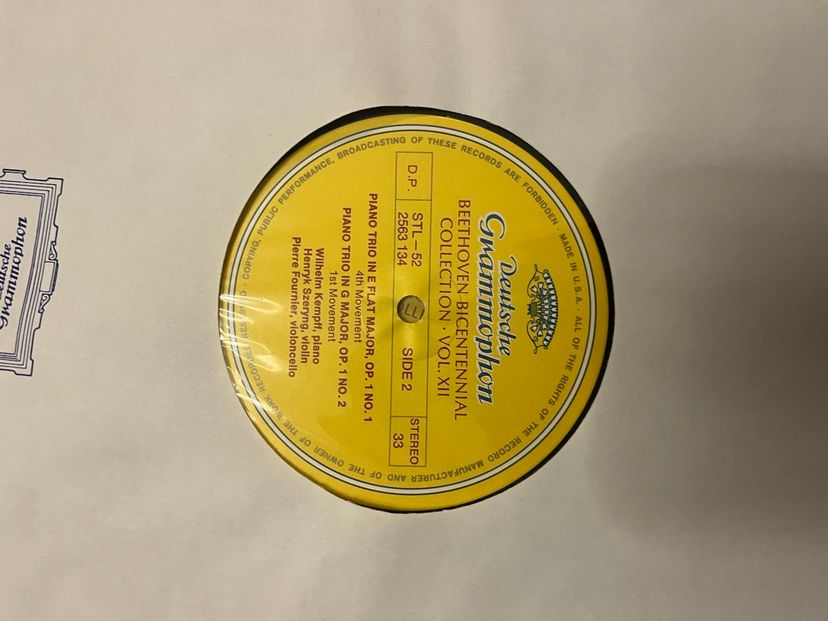 Deutsche
Grammophon
BEETHOVEN BICENTENNIAL
COLLECTION · VOL. XII
D.P.
STL–52
2563 134
SIDE 2
STEREO
33
PIANO TRIO IN E FLAT MAJOR, OP. 1 NO. 1
4th Movement
PIANO TRIO IN G MAJOR, OP. 1 NO. 2
1st Movement
Wilhelm Kempff, piano
Henryk Szeryng, violin
Pierre Fournier, violoncello
MADE IN U.S.A. · ALL OF THE RIGHTS OF THE RECORD MANUFACTURER AND OF THE OWNER OF THE WORK RECORDED COPYING, PUBLIC PERFORMANCE, BROADCASTING OF THESE RECORDS ARE FORBIDDEN ·
Deutsche
Grammophon